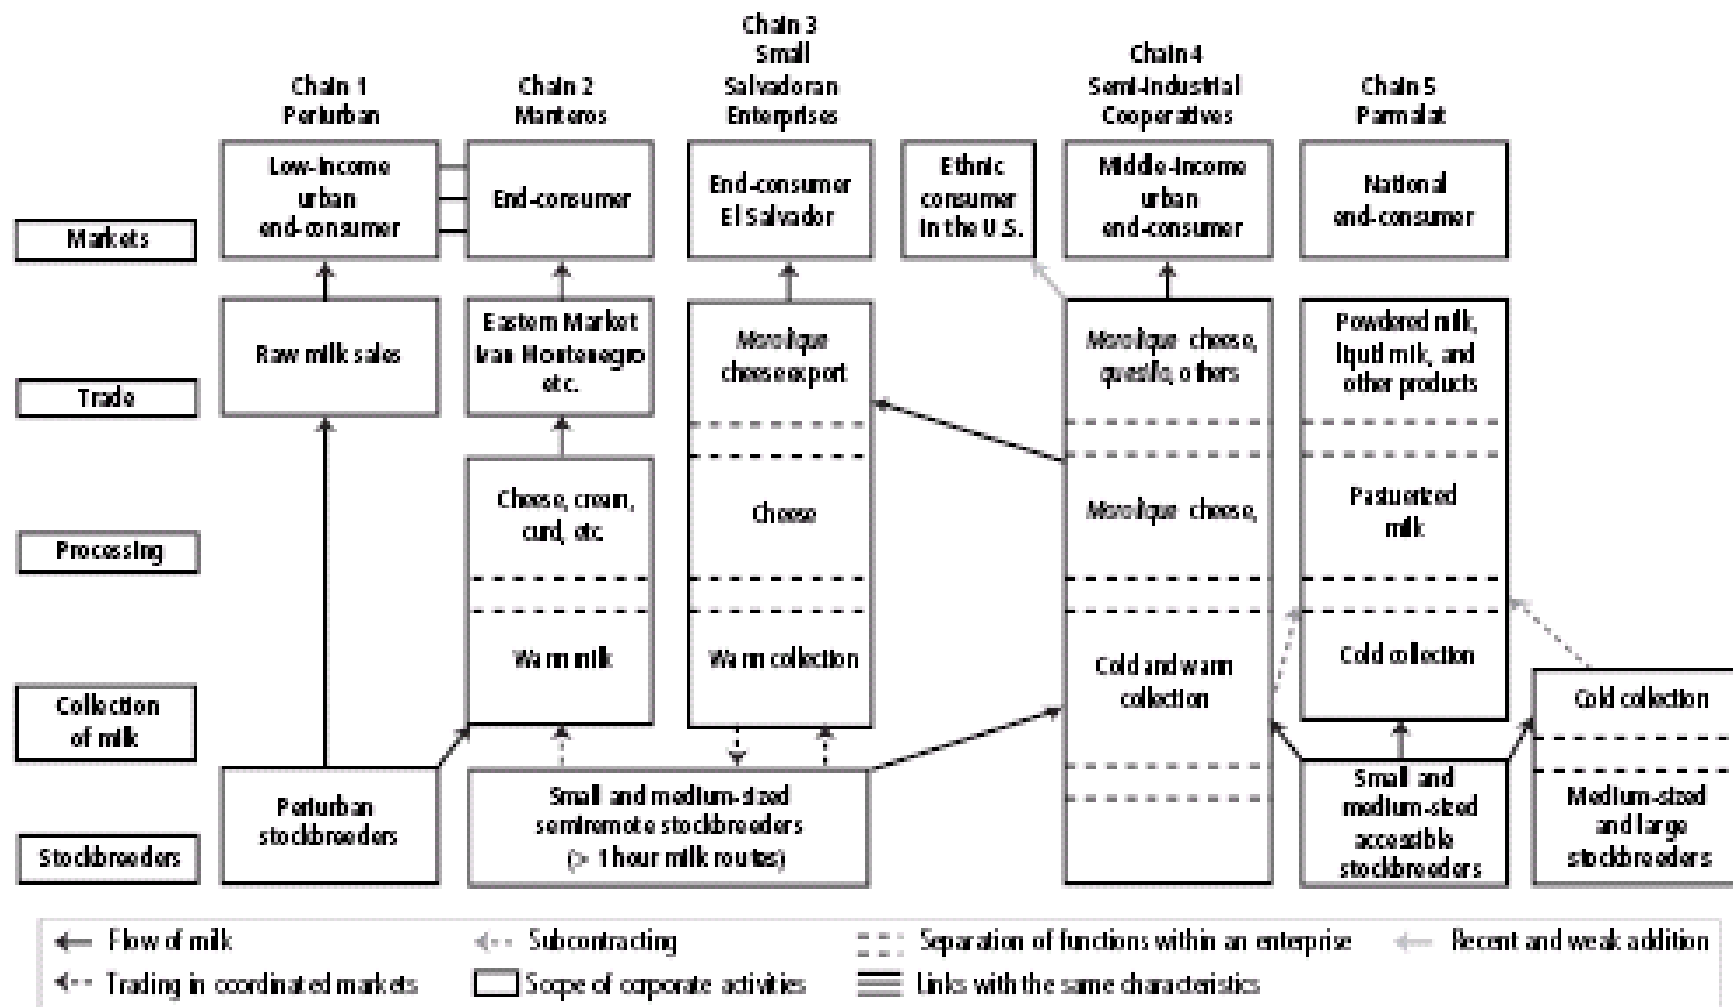 Chain 1
Periurban
Chain 2
Manteros
Chain 3
Small
Salvadoran
Enterprises
Chain 4
Semi-Industrial
Cooperatives
Chain 5
Parmalat
Markets
Low-income
urban
end-consumer
End-consumer
End-consumer
El Salvador
Ethnic
consumer
in the U.S.
Middle-income
urban
end-consumer
National
end-consumer
Trade
Raw milk sales
Eastern Market
Ivan Montenegro
etc.
Morolique
cheese export
Morolique cheese,
quesillo, others
Powdered milk,
liquid milk, and
other products
Processing
Cheese, cream,
curd, etc
Cheese
Morolique cheese,
Pastuerized
milk
Collection
of milk
Warm milk
Warm collection
Cold and warm
collection
Cold collection
Cold collection
Stockbreeders
Periurban
stockbreeders
Small and medium-sized
semiremote stockbreeders
(> 1 hour milk routes)
Small and
medium-sized
accessible
stockbreeders
Medium-sized
and large
stockbreeders
Flow of milk
Subcontracting
Separation of functions within an enterprise
Recent and weak addition
Trading in coordinated markets
Scope of corporate activities
Links with the same characteristics